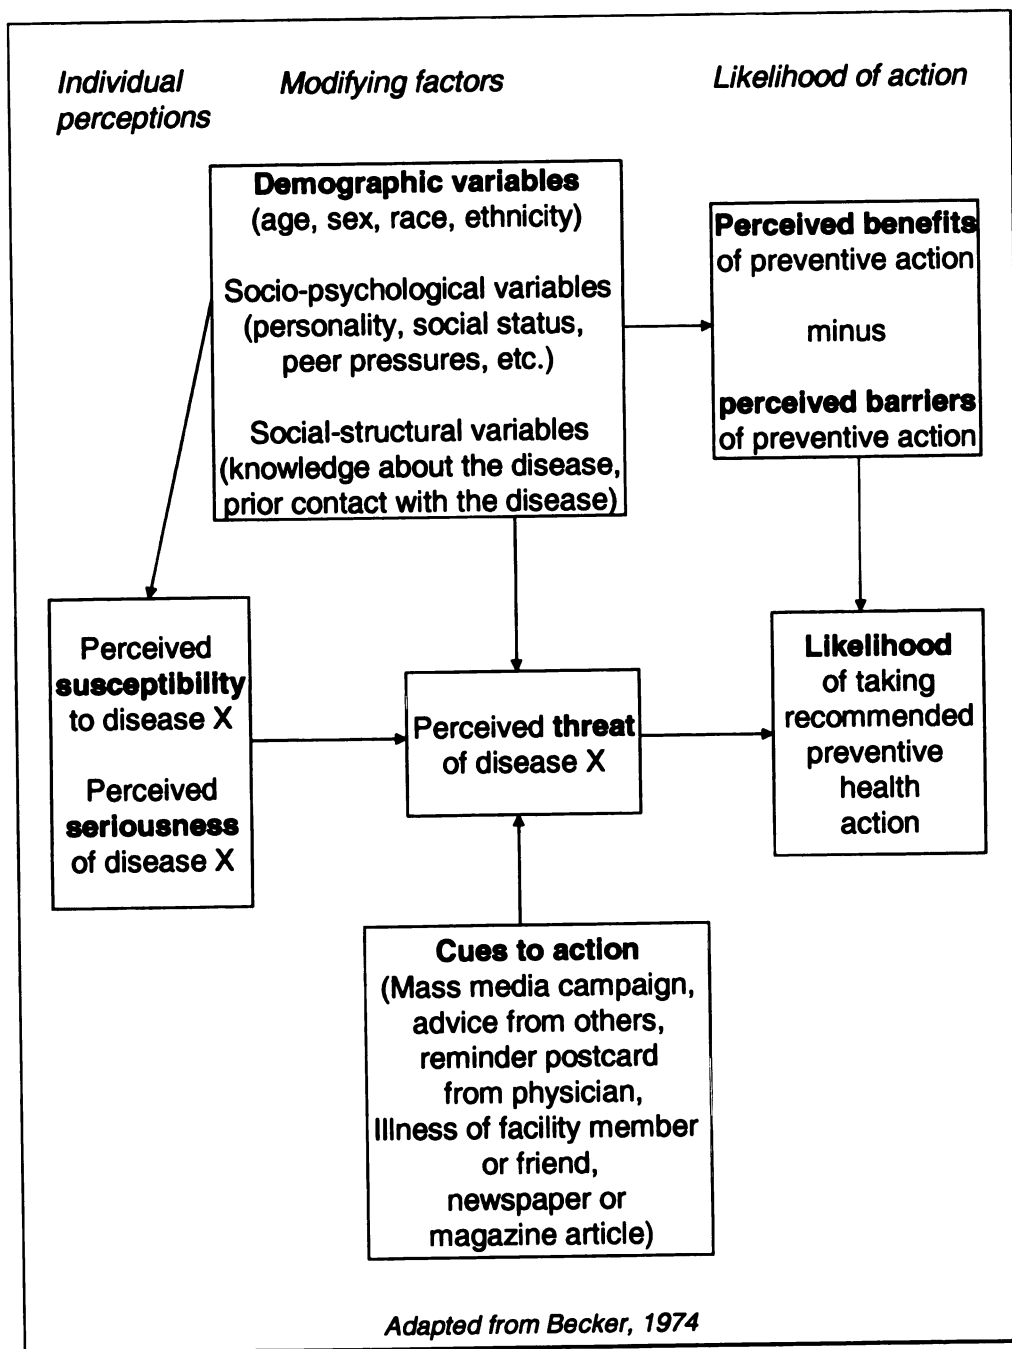 Individual
perceptions
Modifying factors
Likelihood of action
Demographic variables
(age, sex, race, ethnicity)
Socio-psychological variables
(personality, social status,
peer pressures, etc.)
Social-structural variables
(knowledge about the disease,
prior contact with the disease)
Perceived benefits
of preventive action
minus
perceived barriers
of preventive action
Perceived
susceptibility
to disease X
Perceived
seriousness
of disease X
Perceived threat
of disease X
Likelihood
of taking
recommended
preventive
health
action
Cues to action
(Mass media campaign,
advice from others,
reminder postcard
from physician,
Illness of facility member
or friend,
newspaper or
magazine article)
Adapted from Becker, 1974